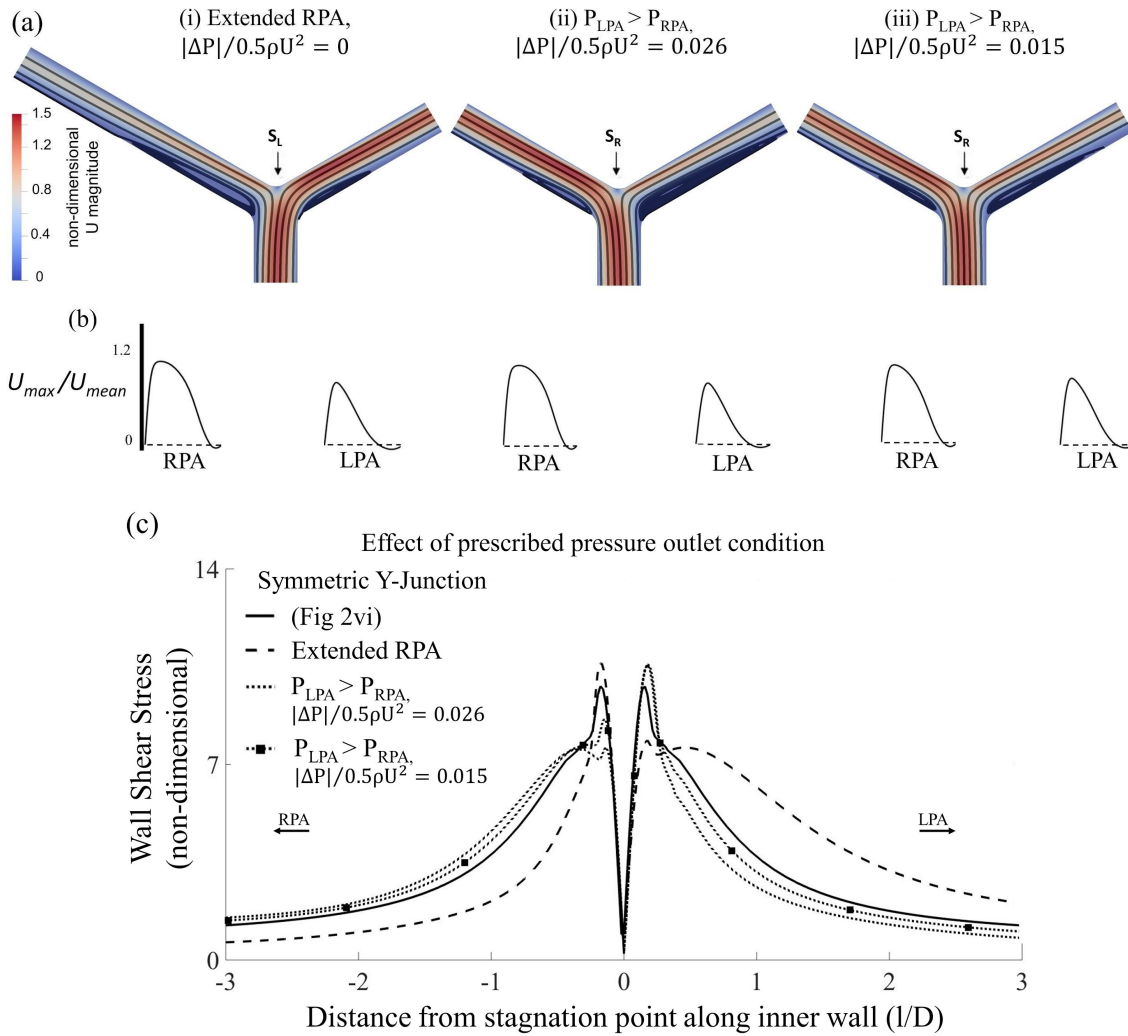 (a)
(i) Extended RPA,
|ΔP|/0.5ρU² = 0
(ii) P_LPA > P_RPA,
|ΔP|/0.5ρU² = 0.026
(iii) P_LPA > P_RPA,
|ΔP|/0.5ρU² = 0.015
1.5
1.2
0.8
0.4
0
non-dimensional
U magnitude
S_L
S_R
S_R
(b)
1.2
U_max/U_mean
0
RPA
LPA
RPA
LPA
RPA
LPA
(c)
Effect of prescribed pressure outlet condition
Symmetric Y-Junction
(Fig 2vi)
Extended RPA
P_LPA > P_RPA,
|ΔP|/0.5ρU² = 0.026
P_LPA > P_RPA,
|ΔP|/0.5ρU² = 0.015
Wall Shear Stress
(non-dimensional)
14
7
0
RPA
LPA
-3
-2
-1
0
1
2
3
Distance from stagnation point along inner wall (l/D)